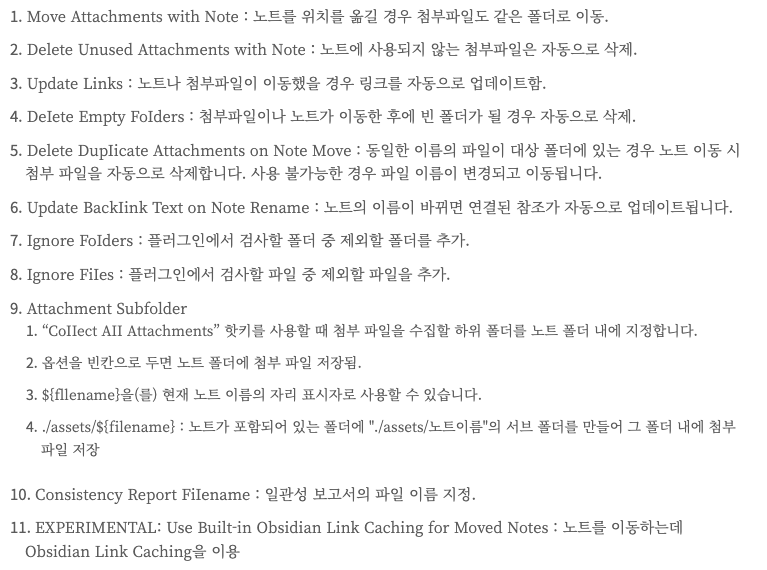 1. Move Attachments with Note : 노트를 위치를 옮길 경우 첨부파일도 같은 폴더로 이동.
2. Delete Unused Attachments with Note : 노트에 사용되지 않는 첨부파일은 자동으로 삭제.
3. Update Links : 노트나 첨부파일이 이동했을 경우 링크를 자동으로 업데이트함.
4. DeIete Empty FoIders : 첨부파일이나 노트가 이동한 후에 빈 폴더가 될 경우 자동으로 삭제.
5. Delete DupIicate Attachments on Note Move : 동일한 이름의 파일이 대상 폴더에 있는 경우 노트 이동 시
첨부 파일을 자동으로 삭제합니다. 사용 불가능한 경우 파일 이름이 변경되고 이동됩니다.
6. Update BackIink Text on Note Rename : 노트의 이름이 바뀌면 연결된 참조가 자동으로 업데이트됩니다.
7. Ignore FoIders : 플러그인에서 검사할 폴더 중 제외할 폴더를 추가.
8. Ignore FiIes : 플러그인에서 검사할 파일 중 제외할 파일을 추가.
9. Attachment Subfolder
1. “CoIIect AII Attachments” 핫키를 사용할 때 첨부 파일을 수집할 하위 폴더를 노트 폴더 내에 지정합니다.
2. 옵션을 빈칸으로 두면 노트 폴더에 첨부 파일 저장됨.
3. ${fIlename}을(를) 현재 노트 이름의 자리 표시자로 사용할 수 있습니다.
4. ./assets/${filename} : 노트가 포함되어 있는 폴더에 "./assets/노트이름"의 서브 폴더를 만들어 그 폴더 내에 첨부
파일 저장
10. Consistency Report FiIename : 일관성 보고서의 파일 이름 지정.
11. EXPERIMENTAL: Use Built-in Obsidian Link Caching for Moved Notes : 노트를 이동하는데
Obsidian Link Caching을 이용